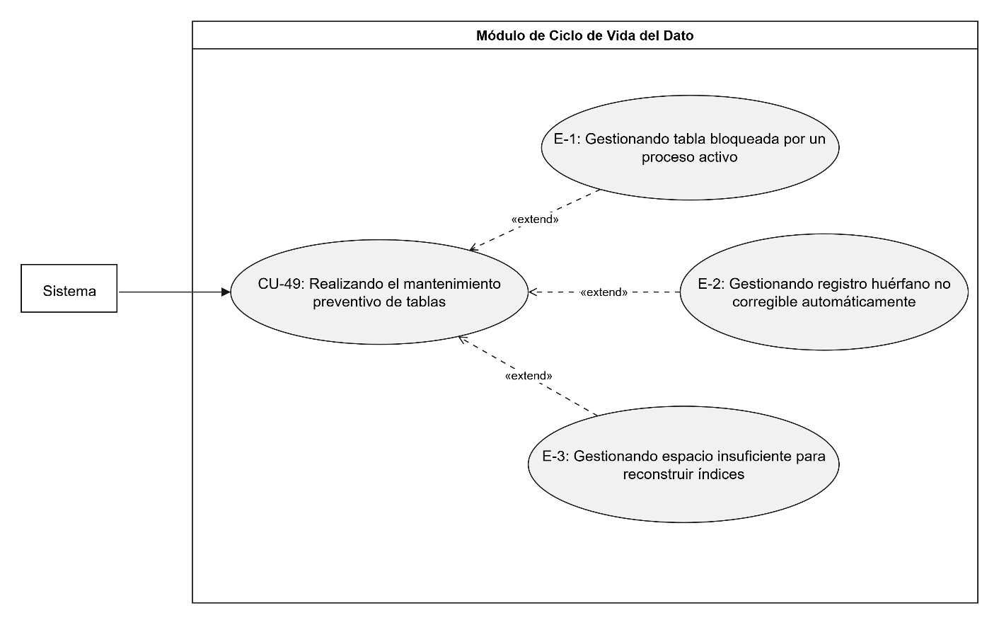 Módulo de Ciclo de Vida del Dato
E-1: Gestionando tabla bloqueada por un
proceso activo
«extend»
Sistema
CU-49: Realizando el mantenimiento
preventivo de tablas
«extend»
E-2: Gestionando registro huérfano no
corregible automáticamente
«extend»
E-3: Gestionando espacio insuficiente para
reconstruir índices